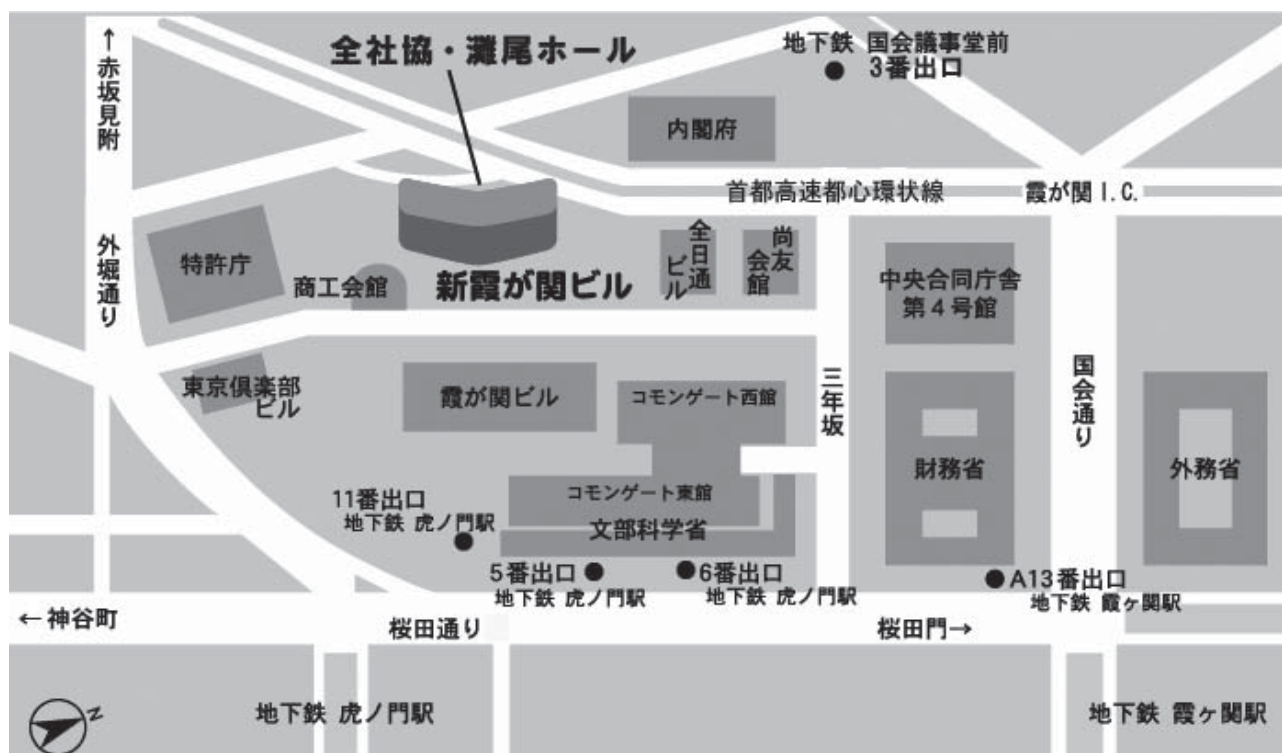 ↑赤坂見附
全社協・灘尾ホール
地下鉄 国会議事堂前
3番出口
内閣府
首都高速都心環状線
霞が関 I.C.
外堀通り
特許庁
商工会館
新霞が関ビル
全日通
ビル
尚友
会館
中央合同庁舎
第4号館
東京倶楽部
ビル
霞が関ビル
コモンゲート西館
三年坂
国会通り
財務省
外務省
コモンゲート東館
文部科学省
11番出口
地下鉄 虎ノ門駅
5番出口
地下鉄 虎ノ門駅
6番出口
地下鉄 虎ノ門駅
A13番出口
地下鉄 霞ヶ関駅
←神谷町
桜田通り
桜田門→
N
地下鉄 虎ノ門駅
地下鉄 霞ヶ関駅